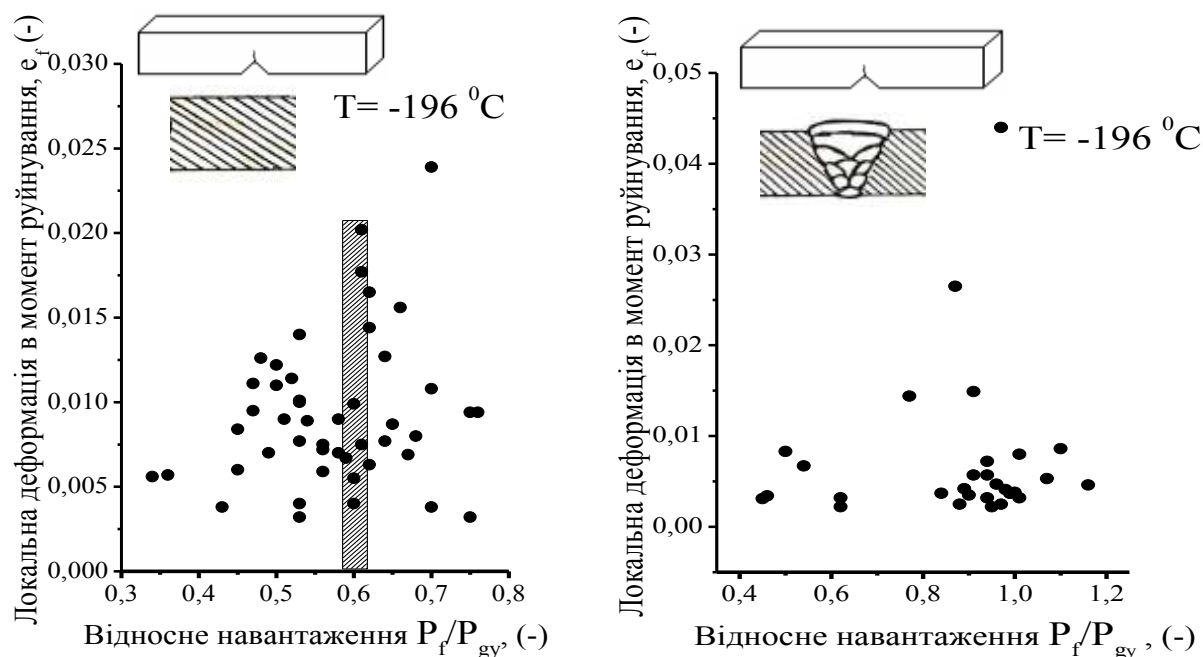 Локальна деформація в момент руйнування, e_f (-)
0,030
0,025
0,020
0,015
0,010
0,005
0,000
T= -196 ⁰C
0,3 0,4 0,5 0,6 0,7 0,8
Відносне навантаження P_f/P_gy, (-)
Локальна деформація в момент руйнування, e_f (-)
0,05
0,04
0,03
0,02
0,01
0,00
T= -196 ⁰C
0,4 0,6 0,8 1,0 1,2
Відносне навантаження P_f/P_gy , (-)